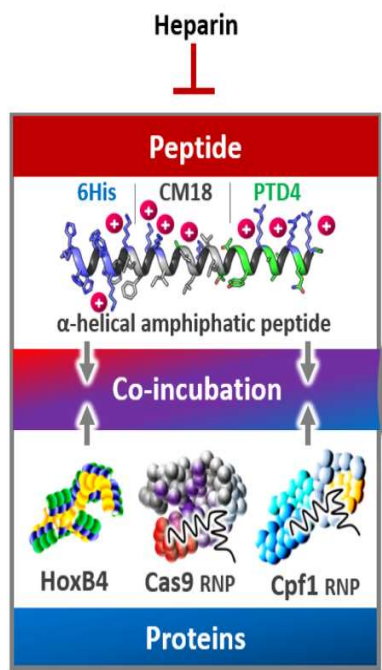 Heparin
Peptide
6His CM18 PTD4
+ + + + + + + +
α-helical amphiphatic peptide
Co-incubation
HoxB4 Cas9 RNP Cpf1 RNP
Proteins